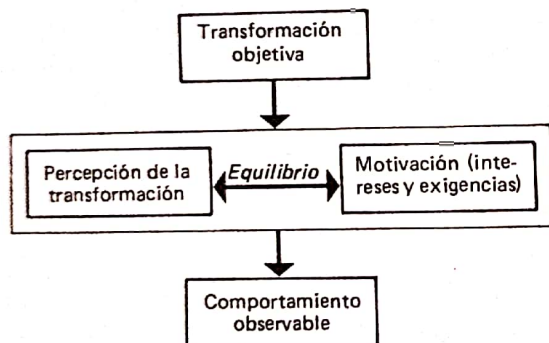 Transformación
objetiva
Percepción de la
transformación
Equilibrio
Motivación (inte-
reses y exigencias)
Comportamiento
observable